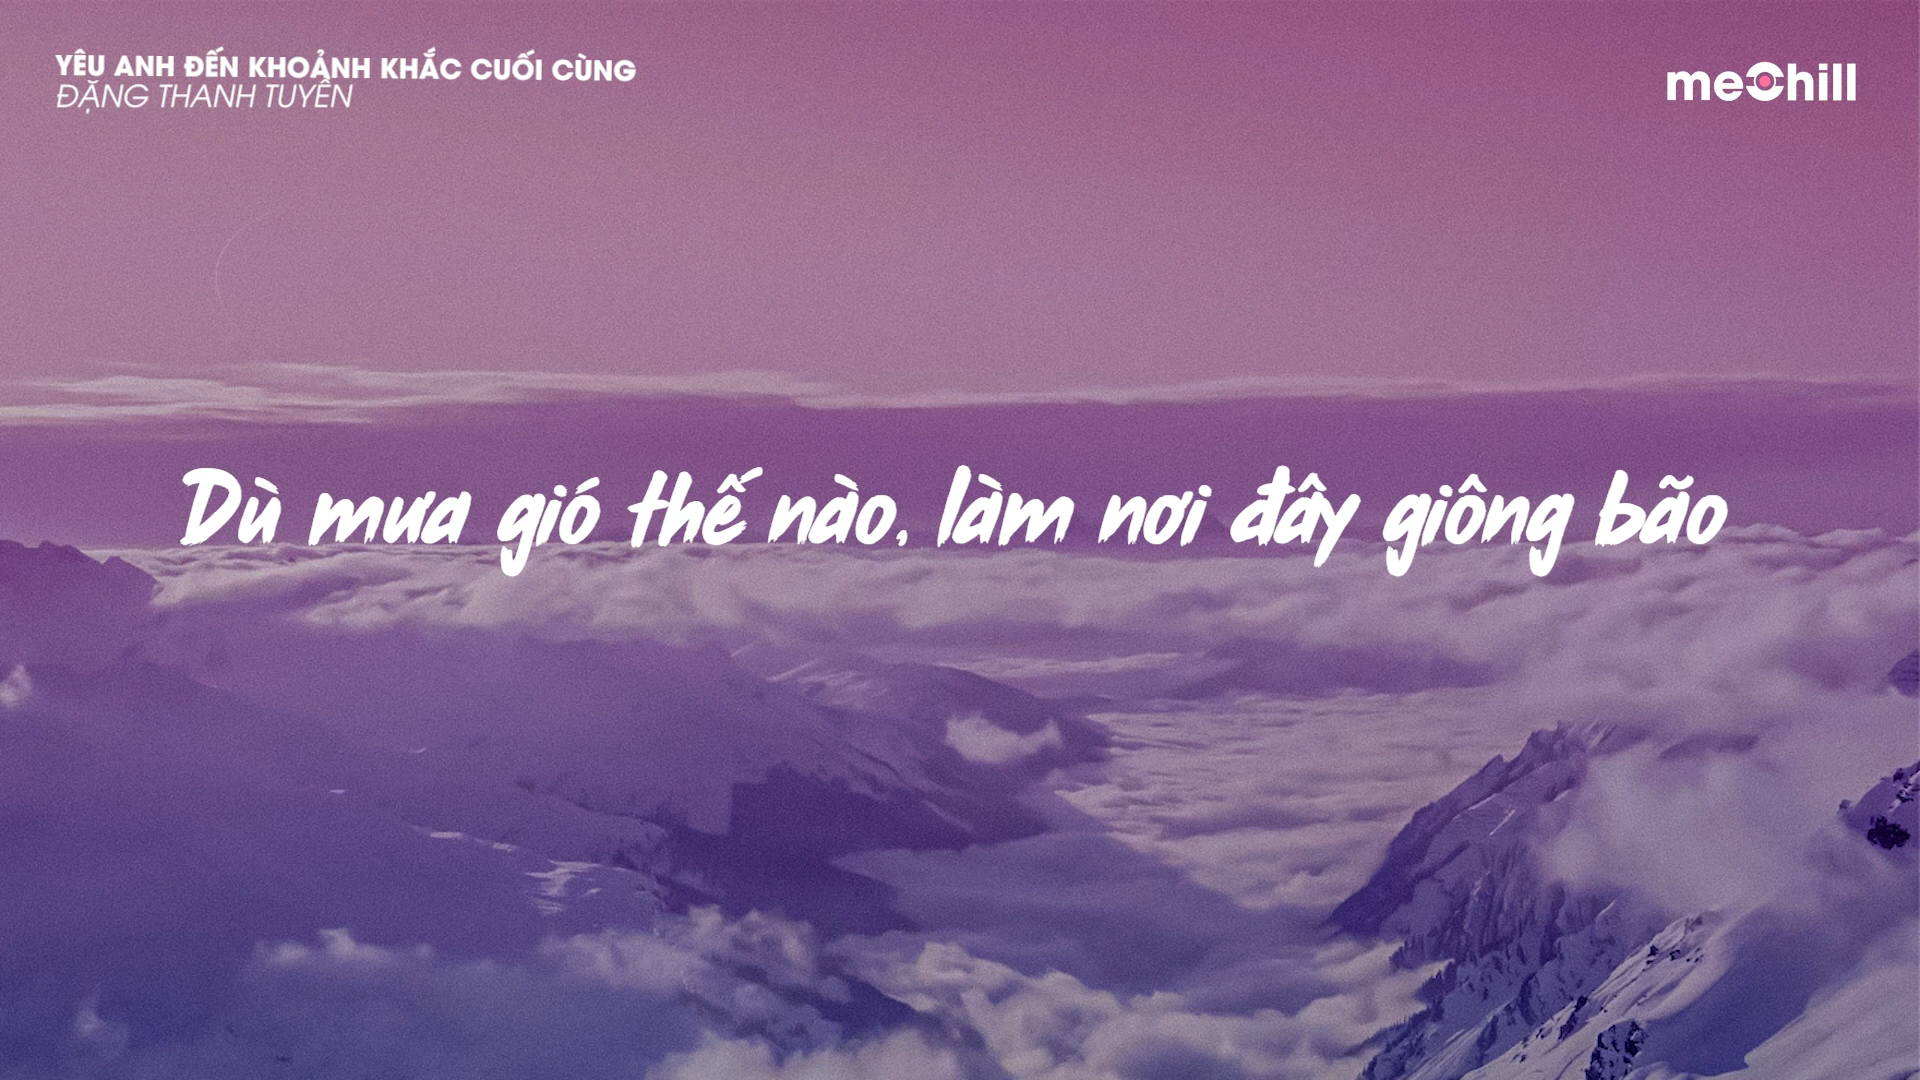 YÊU ANH ĐẾN KHOẢNH KHẮC CUỐI CÙNG
ĐẶNG THANH TUYỀN
mechill
Dù mưa gió thế nào, làm nơi đây giông bão